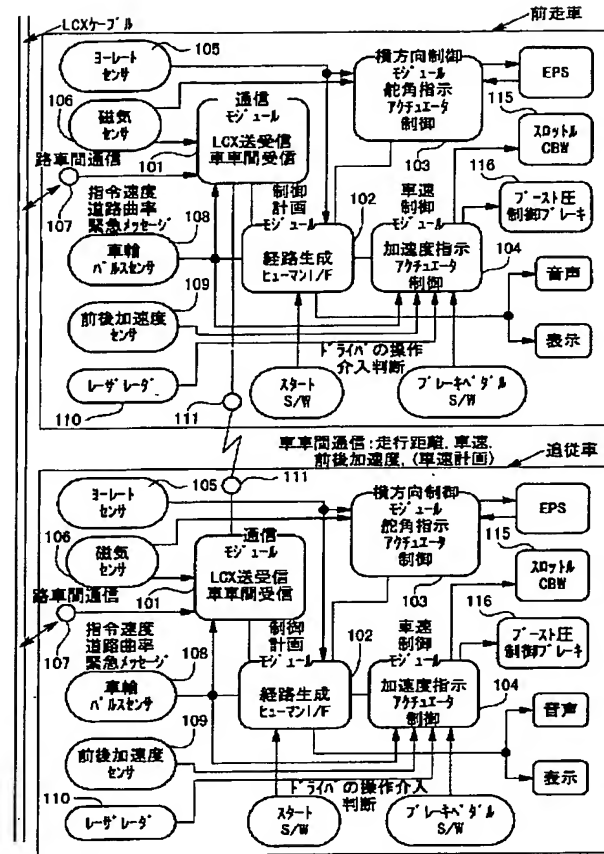 LCXケーブル
前走車
105
ヨーレート
センサ
106
磁気
センサ
路車間通信
107
101
通信
モジュール
LCX送受信
車車間受信
横方向制御
モジュール
舵角指示
アクチュエータ
制御
103
EPS
115
スロットル
CBW
116
ブースト圧
制御ブレーキ
指令速度
道路曲率
緊急メッセージ
108
車輪
パルスセンサ
制御
計画
モジュール
102
経路生成
ヒューマンI/F
車速
制御
モジュール
加速度指示
アクチュエータ
制御
104
109
前後加速度
センサ
音声
表示
110
レーザレーダ
111
スタート
S/W
ドライバの操作
介入判断
ブレーキペダル
S/W
車車間通信:走行距離, 車速,
前後加速度, (車速計画)
追従車
111
105
ヨーレート
センサ
106
磁気
センサ
路車間通信
107
101
通信
モジュール
LCX送受信
車車間受信
横方向制御
モジュール
舵角指示
アクチュエータ
制御
103
EPS
115
スロットル
CBW
116
ブースト圧
制御ブレーキ
指令速度
道路曲率
緊急メッセージ
108
車輪
パルスセンサ
制御
計画
モジュール
102
経路生成
ヒューマンI/F
車速
制御
モジュール
加速度指示
アクチュエータ
制御
104
109
前後加速度
センサ
音声
表示
110
レーザレーダ
スタート
S/W
ドライバの操作介入
判断
ブレーキペダル
S/W